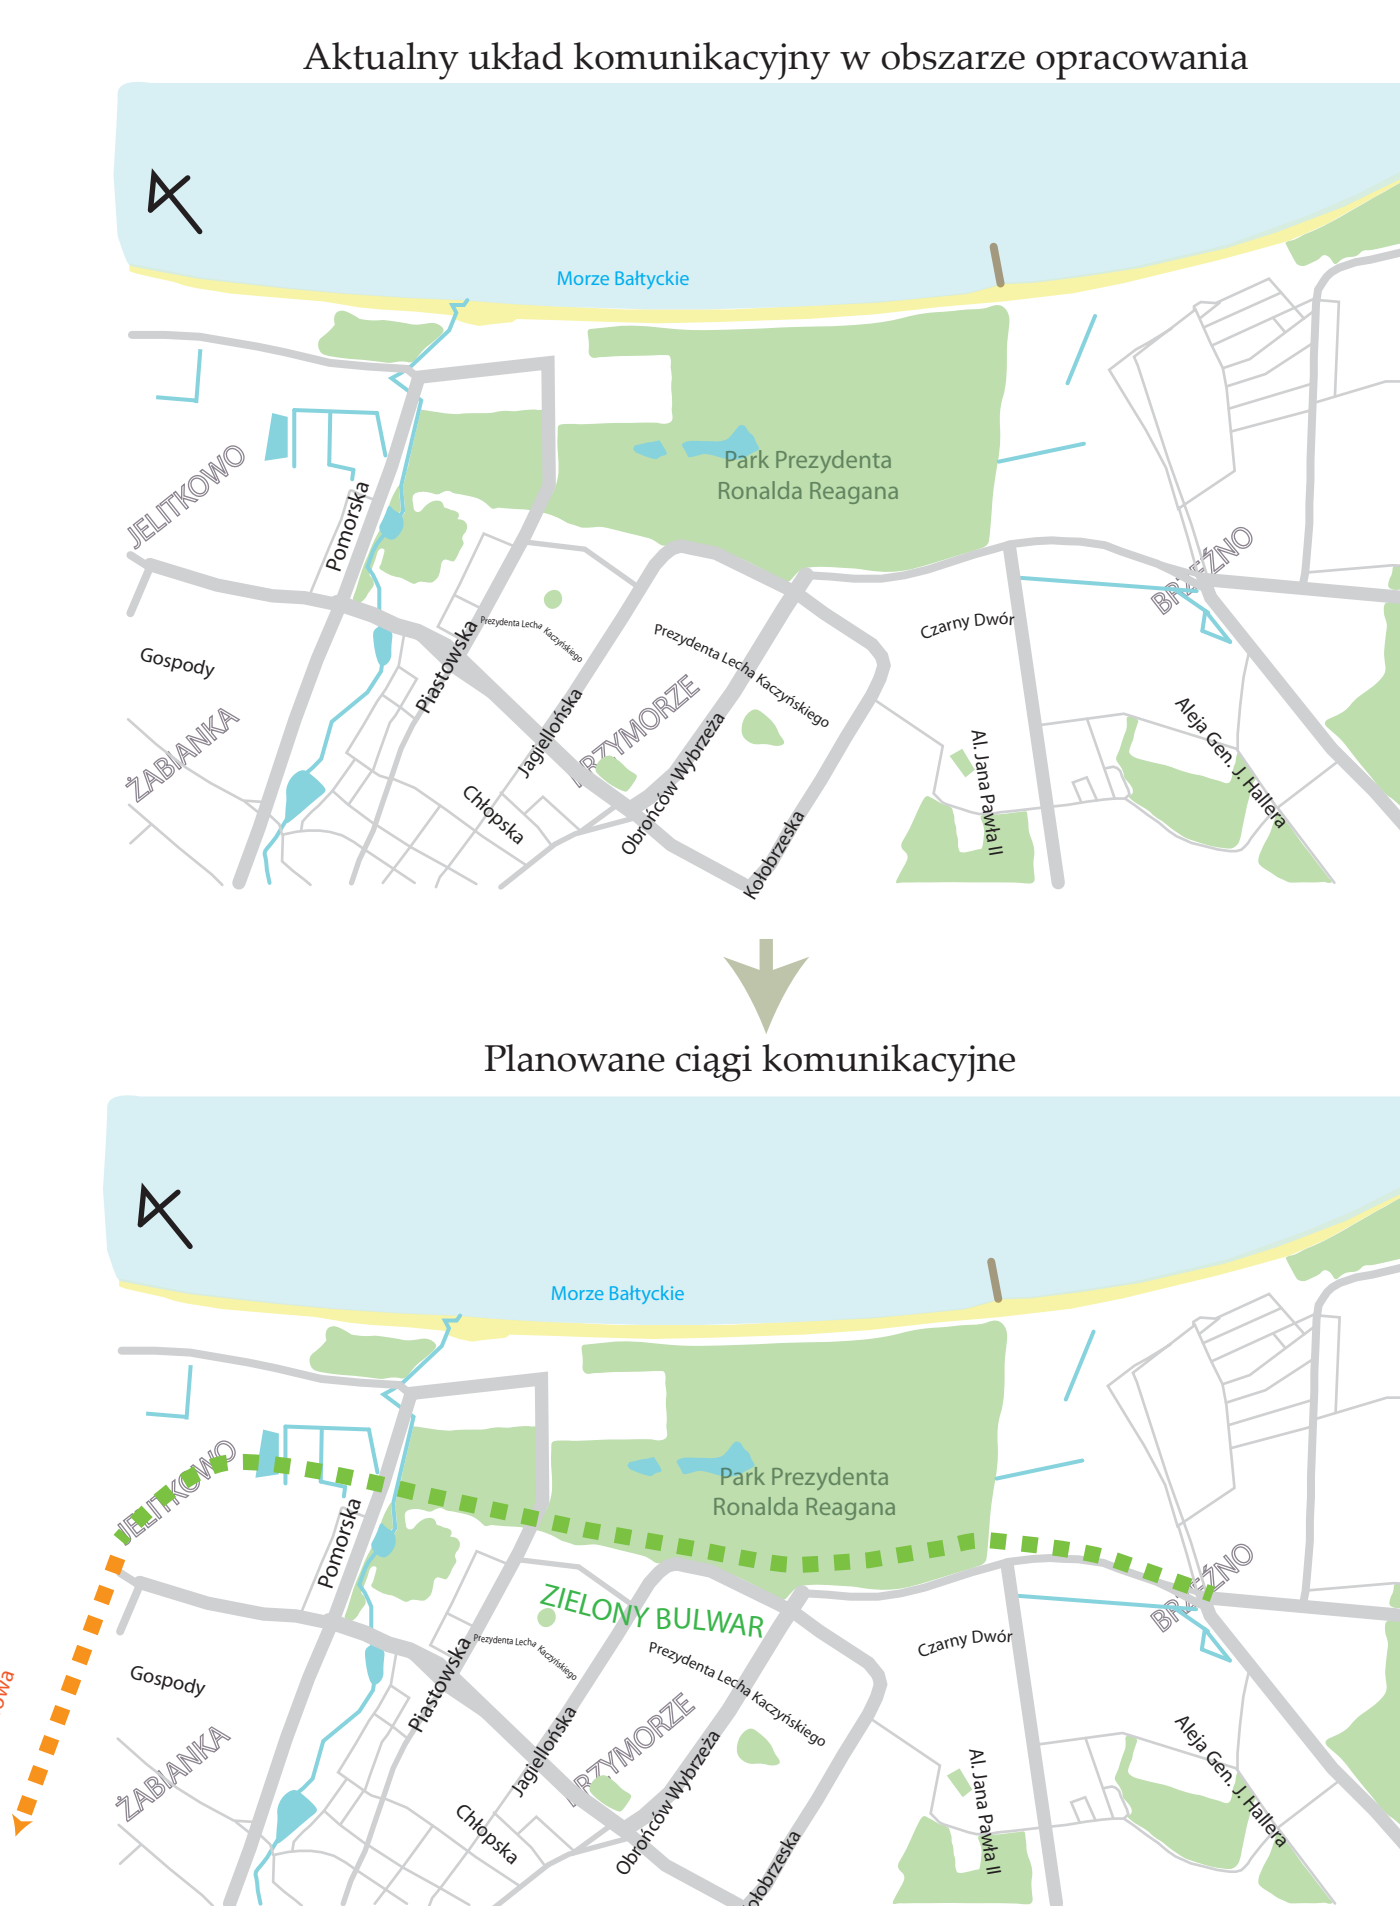 Aktualny układ komunikacyjny w obszarze opracowania
Morze Bałtyckie
Park Prezydenta
Ronalda Reagana
JELITKOWO
Pomorska
BRZEŹNO
Prezydenta Lecha Kaczyńskiego
Czarny Dwór
Prezydenta Lecha Kaczyńskiego
Gospody
Piastowska
ŻABIANKA
Jagiellońska
PRZYMORZE
Obrońców Wybrzeża
Aleja Gen. J. Hallera
Al. Jana Pawła II
Chłopska
Kołobrzeska
Planowane ciągi komunikacyjne
Morze Bałtyckie
Park Prezydenta
Ronalda Reagana
JELITKOWO
Pomorska
BRZEŹNO
ZIELONY BULWAR
Prezydenta Lecha Kaczyńskiego
Czarny Dwór
Prezydenta Lecha Kaczyńskiego
Gospody
Piastowska
ŻABIANKA
Jagiellońska
PRZYMORZE
Obrońców Wybrzeża
Aleja Gen. J. Hallera
Al. Jana Pawła II
Chłopska